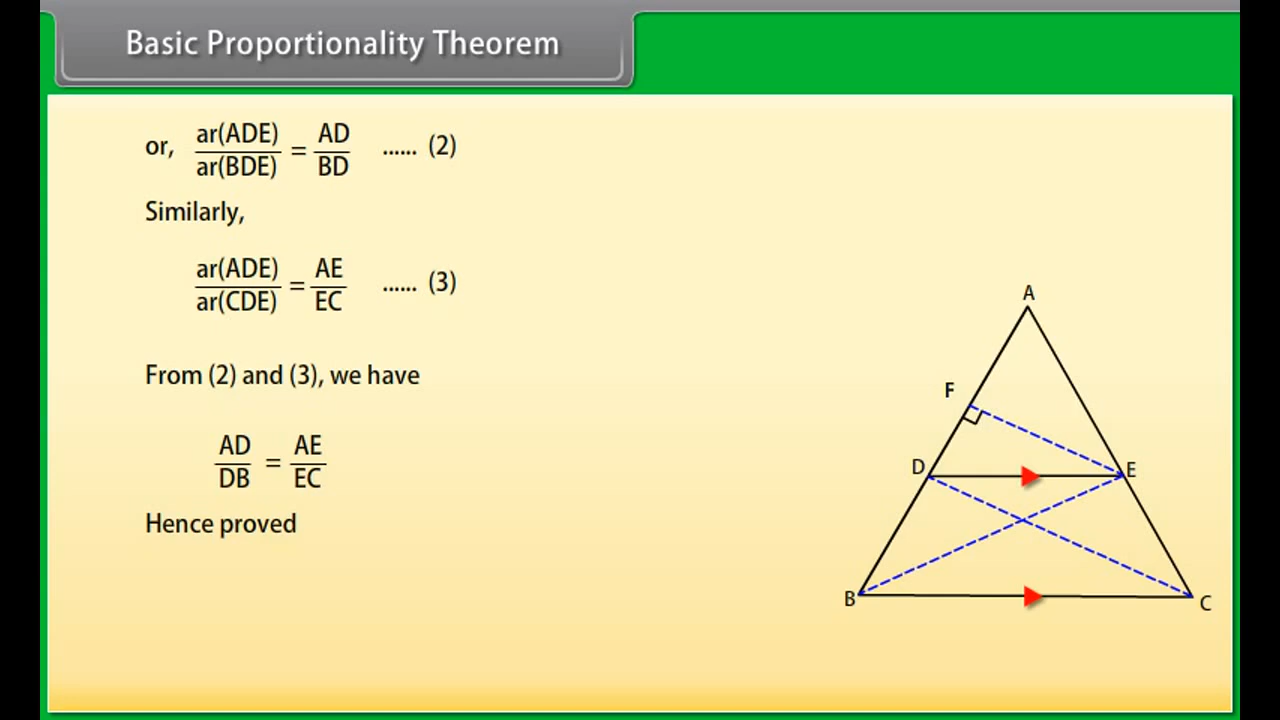 Basic Proportionality Theorem
or, ar(ADE)/ar(BDE) = AD/BD ...... (2)
Similarly,
ar(ADE)/ar(CDE) = AE/EC ...... (3)
From (2) and (3), we have
AD/DB = AE/EC
Hence proved
A
F
D
E
B
C